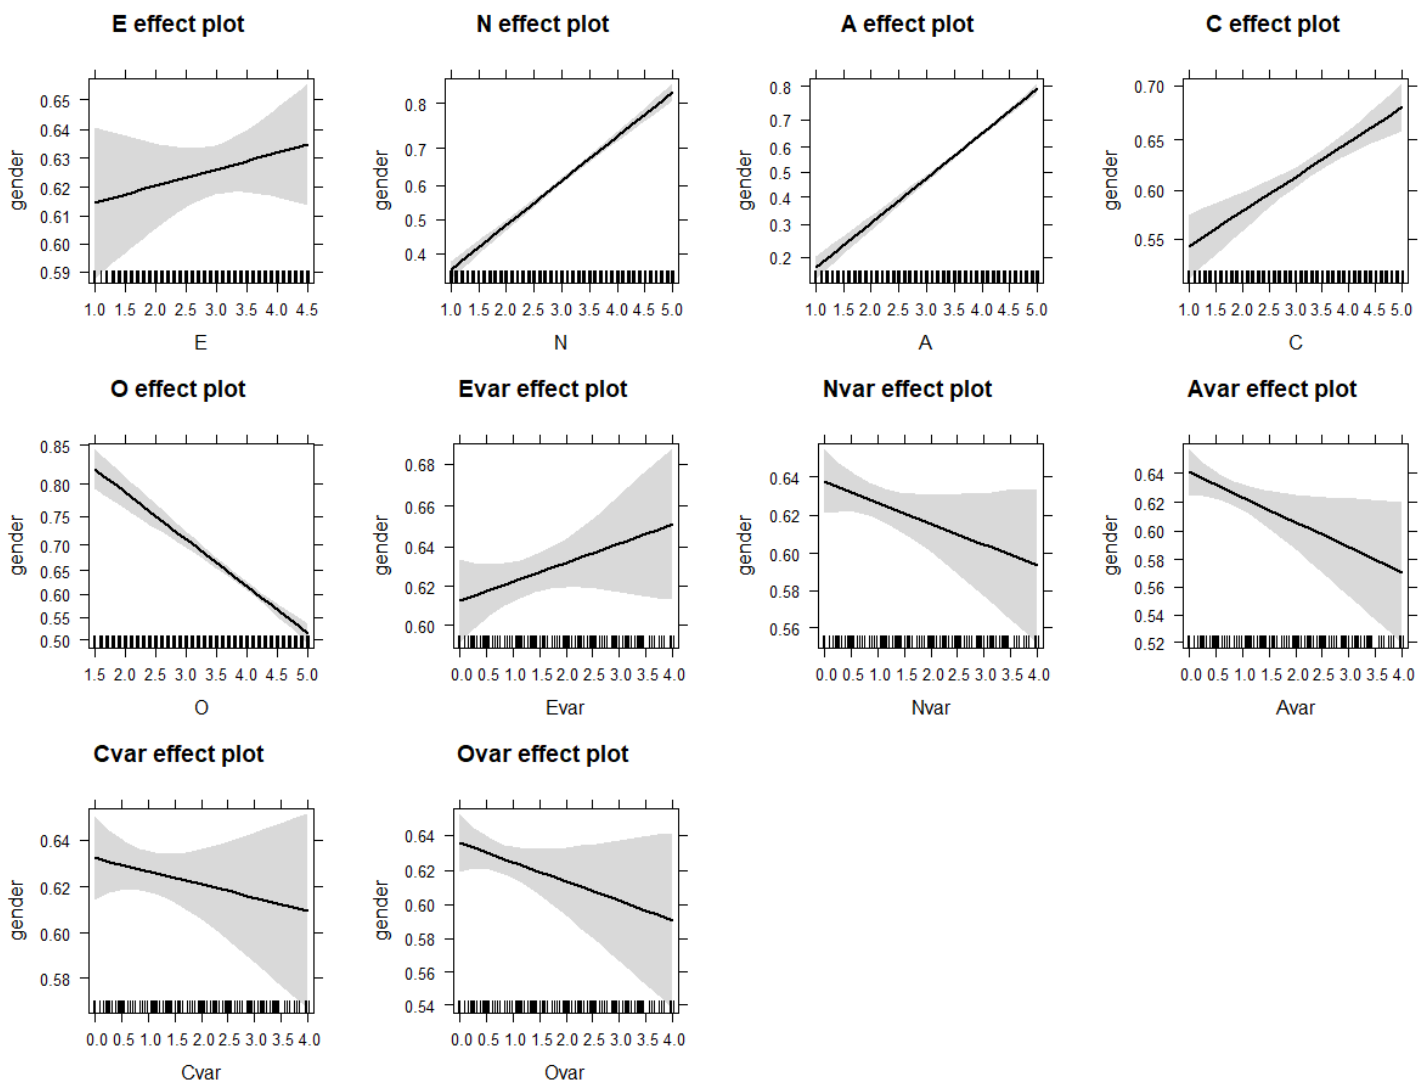 E effect plot
N effect plot
A effect plot
C effect plot
gender
0.65
0.64
0.63
0.62
0.61
0.60
0.59
1.0 1.5 2.0 2.5 3.0 3.5 4.0 4.5
E
gender
0.8
0.7
0.6
0.5
0.4
1.0 1.5 2.0 2.5 3.0 3.5 4.0 4.5 5.0
N
gender
0.8
0.7
0.6
0.5
0.4
0.3
0.2
1.0 1.5 2.0 2.5 3.0 3.5 4.0 4.5 5.0
A
gender
0.70
0.65
0.60
0.55
1.0 1.5 2.0 2.5 3.0 3.5 4.0 4.5 5.0
C
O effect plot
Evar effect plot
Nvar effect plot
Avar effect plot
gender
0.85
0.80
0.75
0.70
0.65
0.60
0.55
0.50
1.5 2.0 2.5 3.0 3.5 4.0 4.5 5.0
O
gender
0.68
0.66
0.64
0.62
0.60
0.0 0.5 1.0 1.5 2.0 2.5 3.0 3.5 4.0
Evar
gender
0.64
0.62
0.60
0.58
0.56
0.0 0.5 1.0 1.5 2.0 2.5 3.0 3.5 4.0
Nvar
gender
0.64
0.62
0.60
0.58
0.56
0.54
0.52
0.0 0.5 1.0 1.5 2.0 2.5 3.0 3.5 4.0
Avar
Cvar effect plot
Ovar effect plot
gender
0.64
0.62
0.60
0.58
0.0 0.5 1.0 1.5 2.0 2.5 3.0 3.5 4.0
Cvar
gender
0.64
0.62
0.60
0.58
0.56
0.54
0.0 0.5 1.0 1.5 2.0 2.5 3.0 3.5 4.0
Ovar